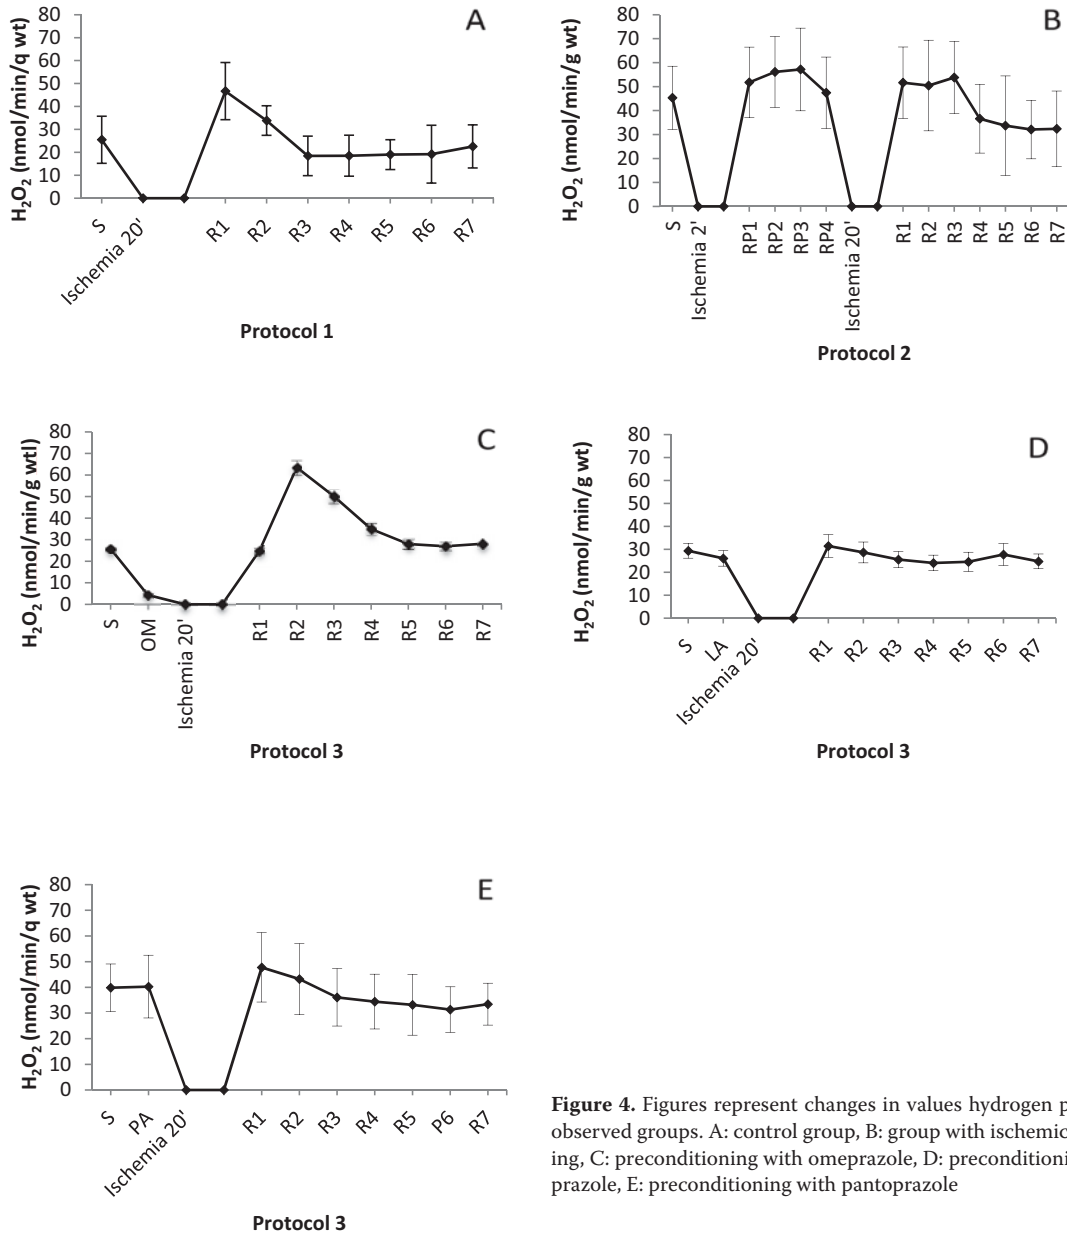 A
H₂O₂ (nmol/min/q wt)
80
70
60
50
40
30
20
10
0
S
Ischemia 20'
R1
R2
R3
R4
R5
R6
R7
Protocol 1
B
H₂O₂ (nmol/min/g wt)
80
70
60
50
40
30
20
10
0
S
Ischemia 2'
RP1
RP2
RP3
RP4
Ischemia 20'
R1
R2
R3
R4
R5
R6
R7
Protocol 2
C
H₂O₂ (nmol/min/g wtl)
80
70
60
50
40
30
20
10
0
S
OM
Ischemia 20'
R1
R2
R3
R4
R5
R6
R7
Protocol 3
D
H₂O₂ (nmol/min/g wt)
80
70
60
50
40
30
20
10
0
S
LA
Ischemia 20'
R1
R2
R3
R4
R5
R6
R7
Protocol 3
E
H₂O₂ (nmol/min/q wt)
80
70
60
50
40
30
20
10
0
S
PA
Ischemia 20'
R1
R2
R3
R4
R5
P6
R7
Protocol 3
Figure 4. Figures represent changes in values hydrogen p
observed groups. A: control group, B: group with ischemic
ing, C: preconditioning with omeprazole, D: preconditioni
prazole, E: preconditioning with pantoprazole